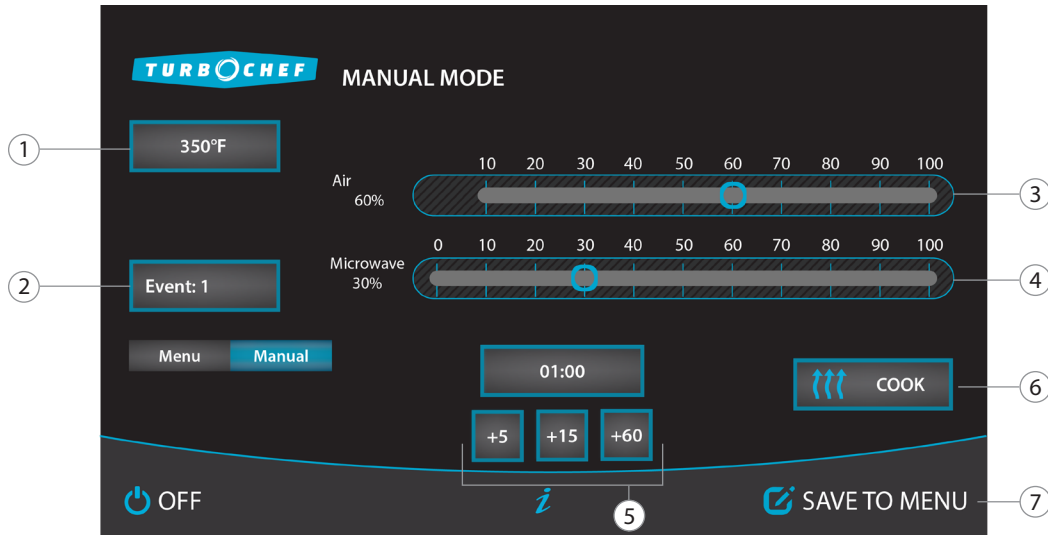 TURBOCHEF
MANUAL MODE
1
350°F
10 20 30 40 50 60 70 80 90 100
Air
60%
3
0 10 20 30 40 50 60 70 80 90 100
Microwave
30%
4
2
Event: 1
Menu Manual
01:00
COOK
6
+5 +15 +60
OFF
i
5
SAVE TO MENU
7